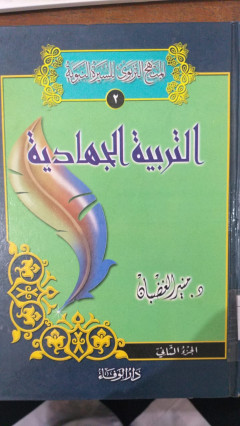 المنهج التربوي للسيرة النبوية
٢
التربية الجهادية
د. منير الغضبان
الجزء الثاني
دار الوفاء